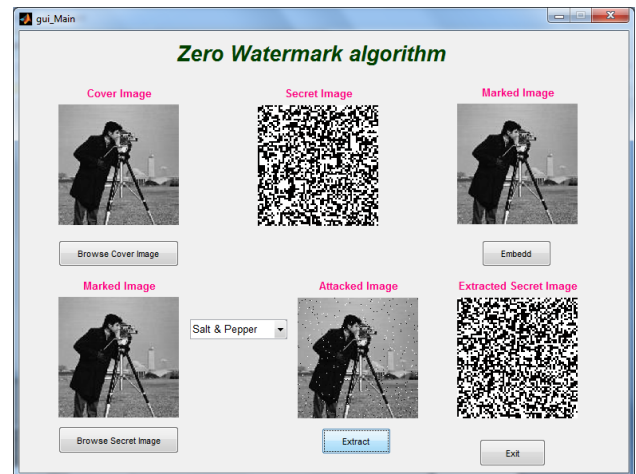 gui_Main
Zero Watermark algorithm
Cover Image
Secret Image
Marked Image
Browse Cover Image
Embedd
Marked Image
Attacked Image
Extracted Secret Image
Salt & Pepper
Browse Secret Image
Extract
Exit